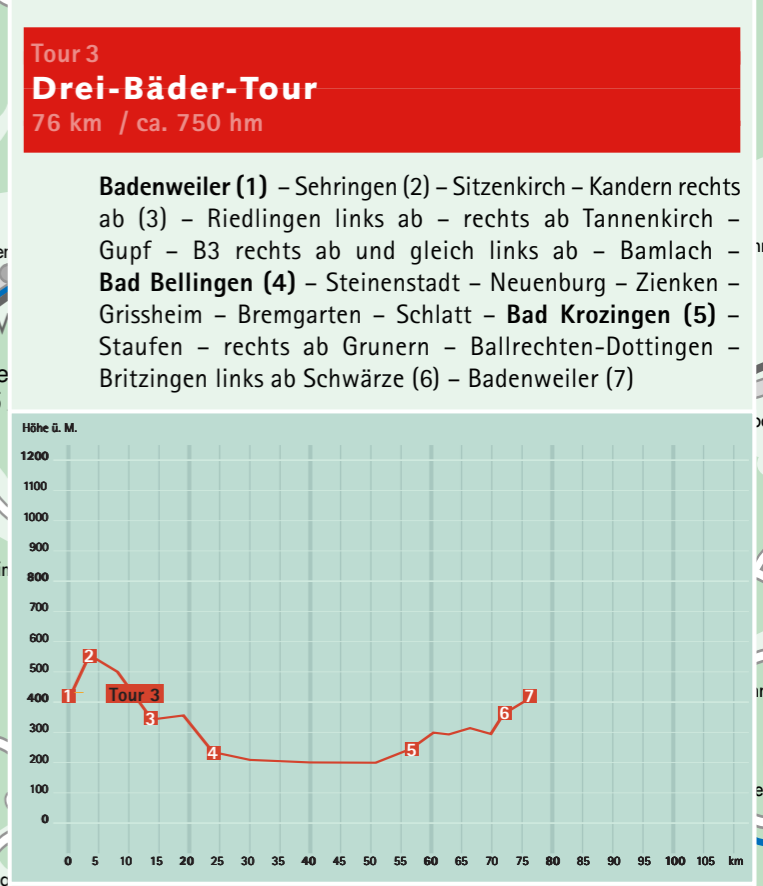 Tour 3
Drei-Bäder-Tour
76 km / ca. 750 hm
Badenweiler (1) – Sehringen (2) – Sitzenkirch – Kandern rechts
ab (3) – Riedlingen links ab – rechts ab Tannenkirch –
Gupf – B3 rechts ab und gleich links ab – Bamlach –
Bad Bellingen (4) – Steinenstadt – Neuenburg – Zienken –
Grissheim – Bremgarten – Schlatt – Bad Krozingen (5) –
Staufen – rechts ab Grunern – Ballrechten-Dottingen –
Britzingen links ab Schwärze (6) – Badenweiler (7)
Höhe ü. M.
1200
1100
1000
900
800
700
600
500
400
300
200
100
0
1
2
Tour 3
3
4
5
6
7
0 5 10 15 20 25 30 35 40 45 50 55 60 65 70 75 80 85 90 95 100 105 km